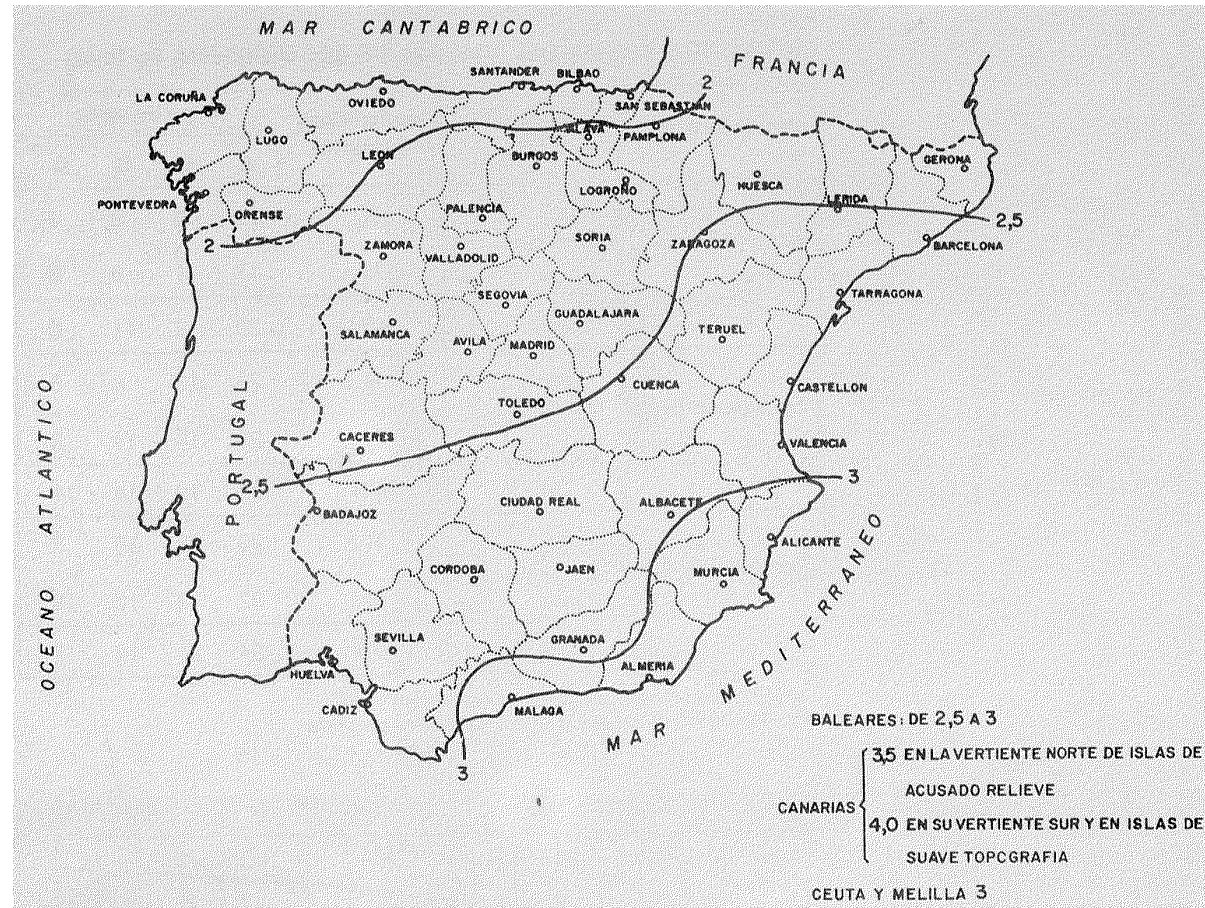 MAR CANTABRICO
FRANCIA
SANTANDER
BILBAO
LA CORUÑA
OVIEDO
SAN SEBASTIAN
2
LUGO
ALAVA
PAMPLONA
LEON
BURGOS
GERONA
HUESCA
LOGROÑO
PONTEVEDRA
ORENSE
PALENCIA
LERIDA
2,5
2
ZAMORA
VALLADOLID
SORIA
ZARAGOZA
BARCELONA
SEGOVIA
TARRAGONA
SALAMANCA
GUADALAJARA
TERUEL
AVILA
MADRID
CUENCA
CASTELLON
OCEANO ATLANTICO
PORTUGAL
TOLEDO
CACERES
VALENCIA
2,5
3
CIUDAD REAL
ALBACETE
BADAJOZ
ALICANTE
CORDOBA
JAEN
MURCIA
SEVILLA
GRANADA
HUELVA
ALMERIA
CADIZ
MALAGA
MAR MEDITERRANEO
3
BALEARES: DE 2,5 A 3
CANARIAS
3,5 EN LA VERTIENTE NORTE DE ISLAS DE
ACUSADO RELIEVE
4,0 EN SU VERTIENTE SUR Y EN ISLAS DE
SUAVE TOPCGRAFIA
CEUTA Y MELILLA 3